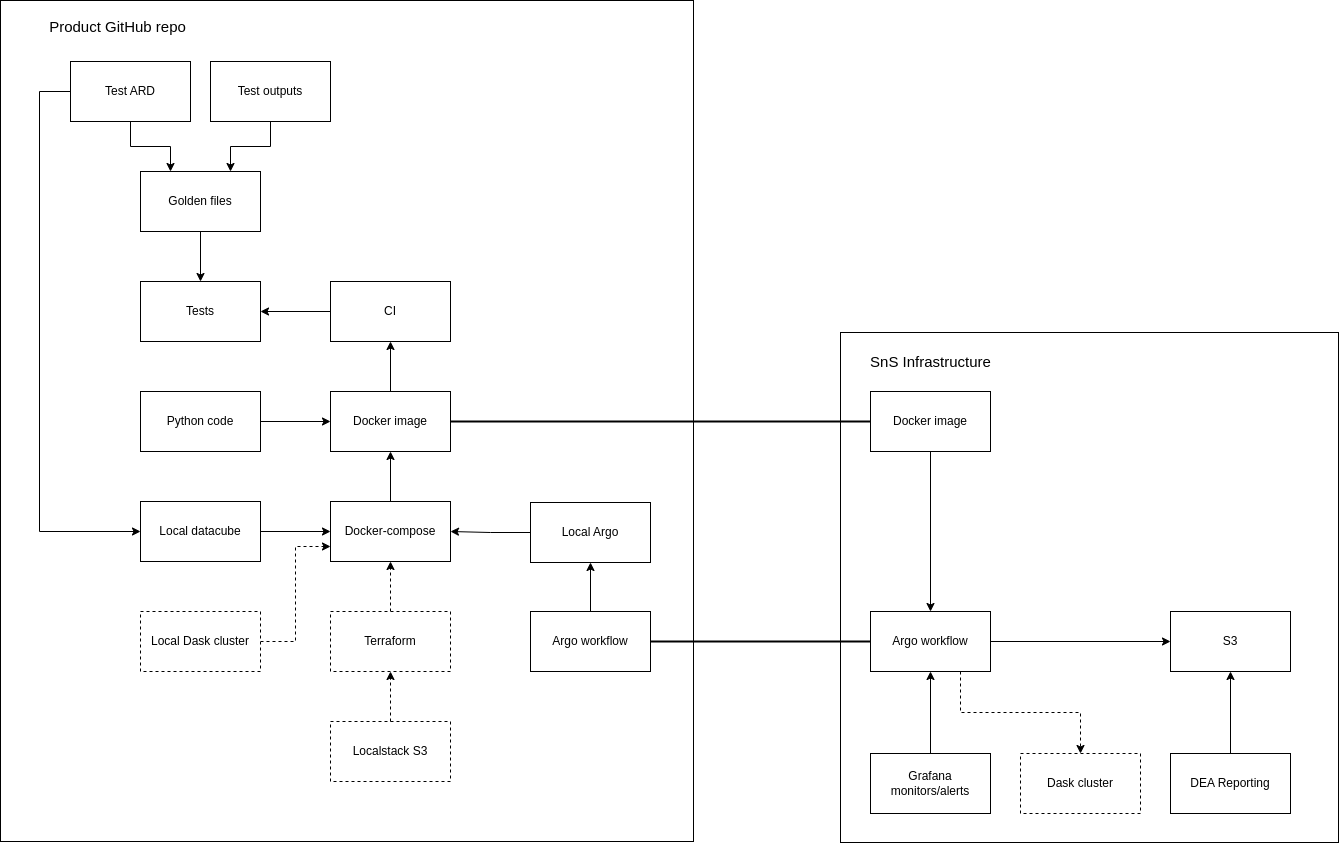 Product GitHub repo
Test ARD
Test outputs
Golden files
Tests
CI
Python code
Docker image
Local datacube
Docker-compose
Local Argo
Local Dask cluster
Terraform
Argo workflow
Localstack S3
SnS Infrastructure
Docker image
Argo workflow
S3
Grafana
monitors/alerts
Dask cluster
DEA Reporting